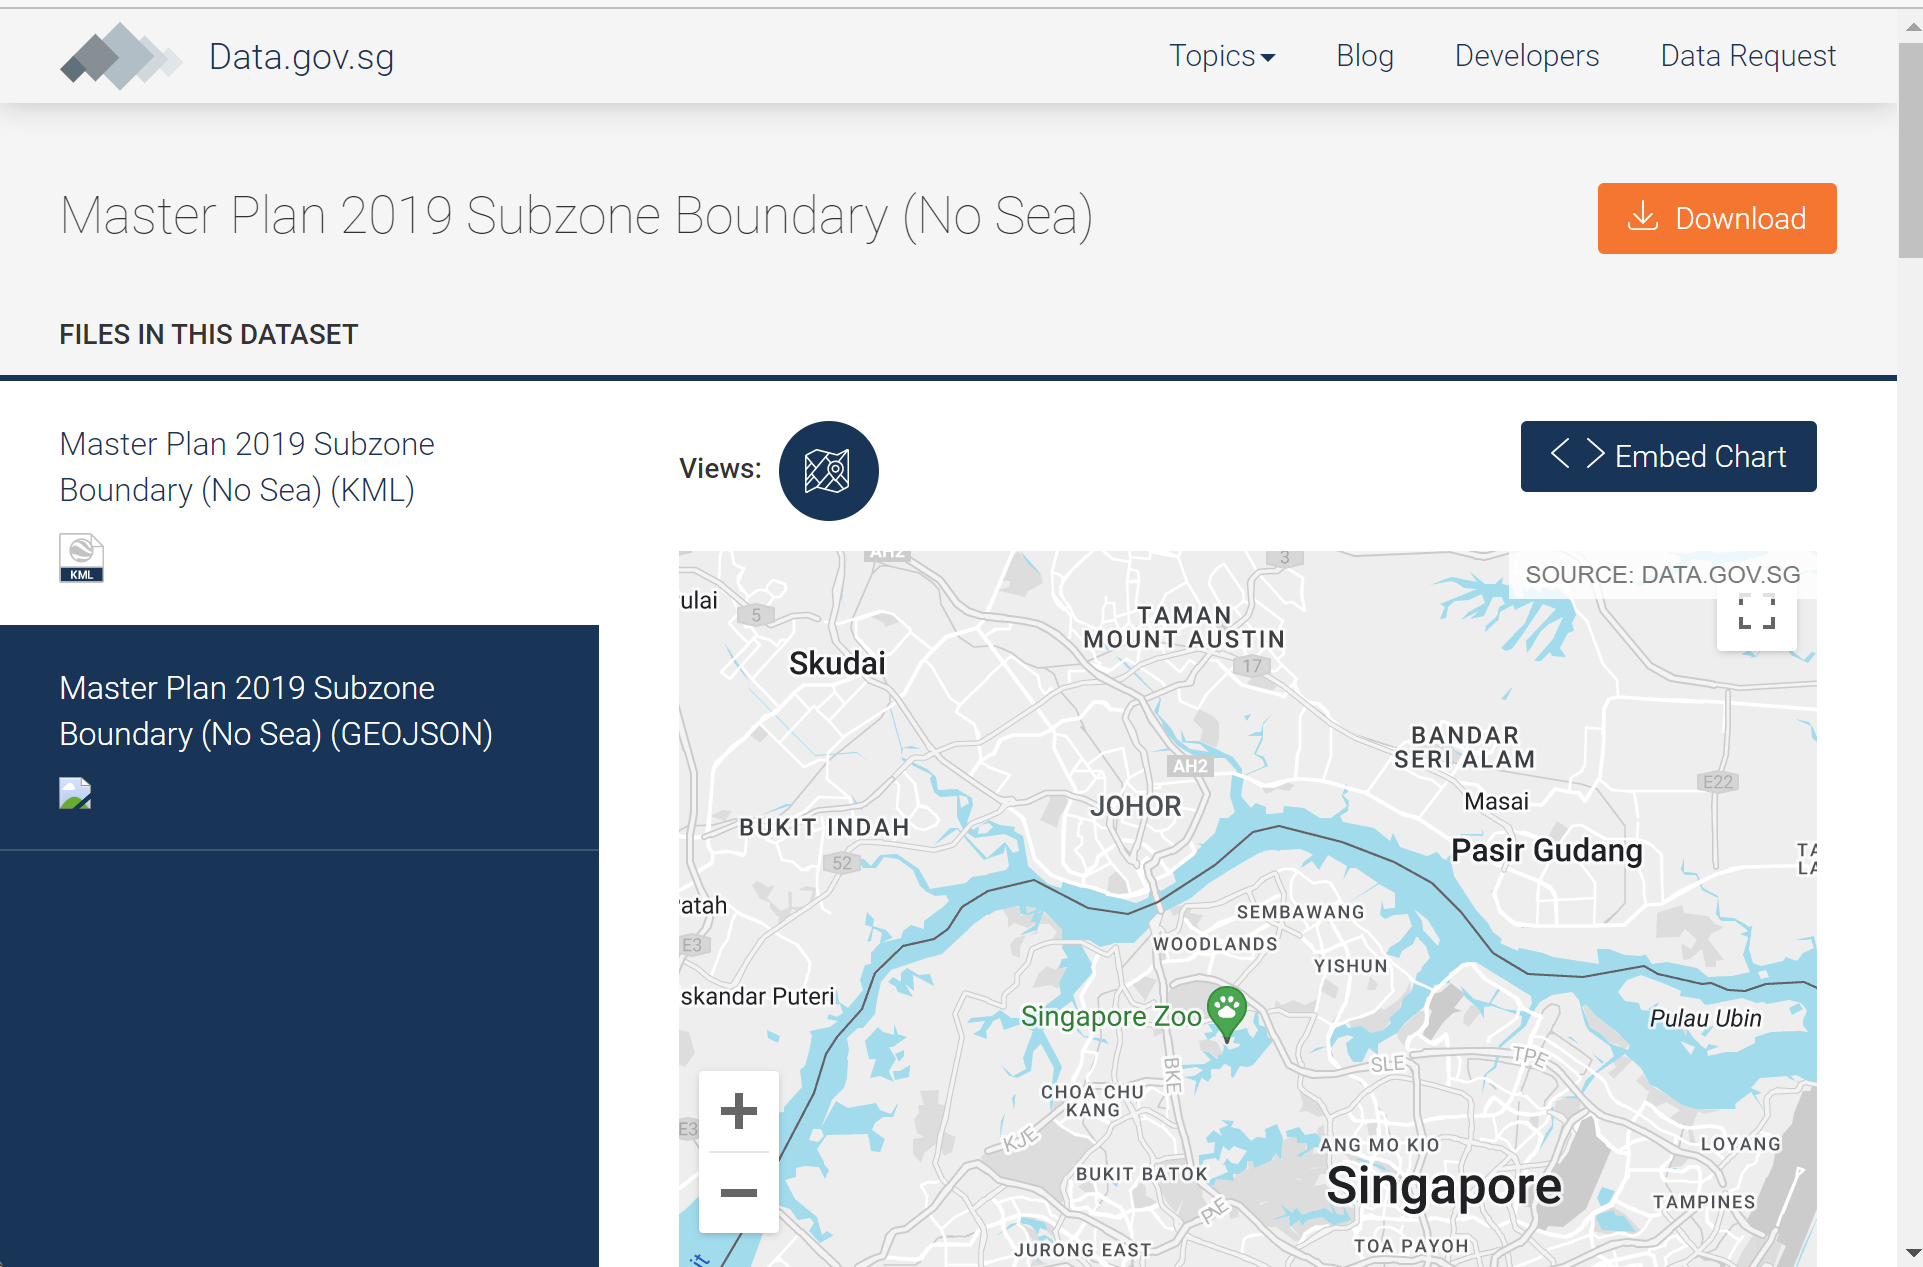 Data.gov.sg
Topics
Blog
Developers
Data Request
Master Plan 2019 Subzone Boundary (No Sea)
Download
FILES IN THIS DATASET
Master Plan 2019 Subzone
Boundary (No Sea) (KML)
KML
Master Plan 2019 Subzone
Boundary (No Sea) (GEOJSON)
Views:
< > Embed Chart
SOURCE: DATA.GOV.SG
AH2
3
ulai
5
TAMAN
MOUNT AUSTIN
Skudai
17
BANDAR
SERI ALAM
AH2
E22
Masai
JOHOR
BUKIT INDAH
Pasir Gudang
52
TA
LA
atah
SEMBAWANG
E3
WOODLANDS
YISHUN
skandar Puteri
Singapore Zoo
Pulau Ubin
SLE
TPE
BKE
CHOA CHU
KANG
E3
KJE
ANG MO KIO
LOYANG
BUKIT BATOK
Singapore
TAMPINES
PIE
JURONG EAST
TOA PAYOH
it